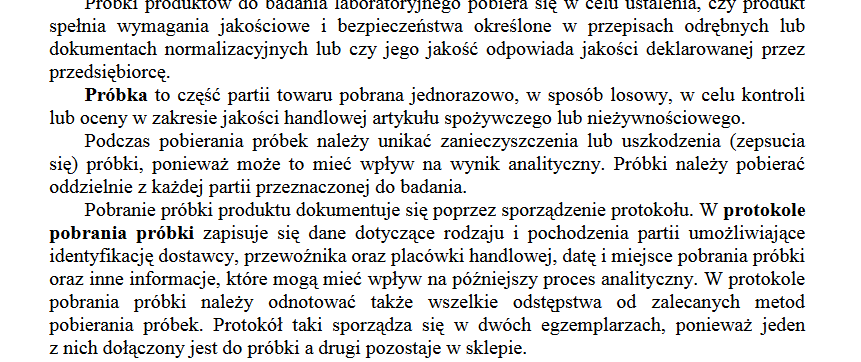 Próbki produktów do badania laboratoryjnego pobiera się w celu ustalenia, czy produkt
spełnia wymagania jakościowe i bezpieczeństwa określone w przepisach odrębnych lub
dokumentach normalizacyjnych lub czy jego jakość odpowiada jakości deklarowanej przez
przedsiębiorcę.
Próbka to część partii towaru pobrana jednorazowo, w sposób losowy, w celu kontroli
lub oceny w zakresie jakości handlowej artykułu spożywczego lub nieżywnościowego.
Podczas pobierania próbek należy unikać zanieczyszczenia lub uszkodzenia (zepsucia
się) próbki, ponieważ może to mieć wpływ na wynik analityczny. Próbki należy pobierać
oddzielnie z każdej partii przeznaczonej do badania.
Pobranie próbki produktu dokumentuje się poprzez sporządzenie protokołu. W protokole
pobrania próbki zapisuje się dane dotyczące rodzaju i pochodzenia partii umożliwiające
identyfikację dostawcy, przewoźnika oraz placówki handlowej, datę i miejsce pobrania próbki
oraz inne informacje, które mogą mieć wpływ na późniejszy proces analityczny. W protokole
pobrania próbki należy odnotować także wszelkie odstępstwa od zalecanych metod
pobierania próbek. Protokół taki sporządza się w dwóch egzemplarzach, ponieważ jeden
z nich dołączony jest do próbki a drugi pozostaje w sklepie.